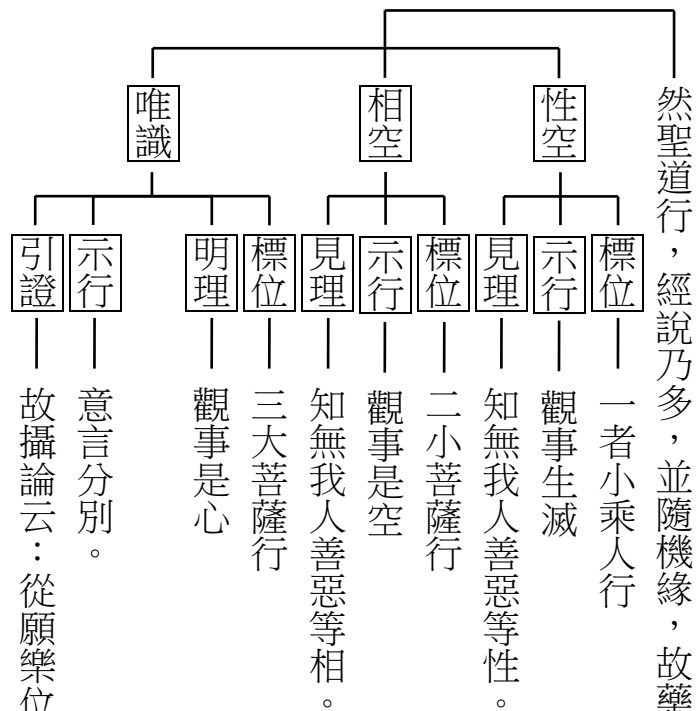 然聖道行，經說乃多，並隨機緣，故藥
性空
標位
一者小乘人行
示行
觀事生滅
見理
知無我人善惡等性。
相空
標位
二小菩薩行
示行
觀事是空
見理
知無我人善惡等相。
唯識
標位
三大菩薩行
明理
觀事是心
示行
意言分別。
引證
故攝論云：從願樂位